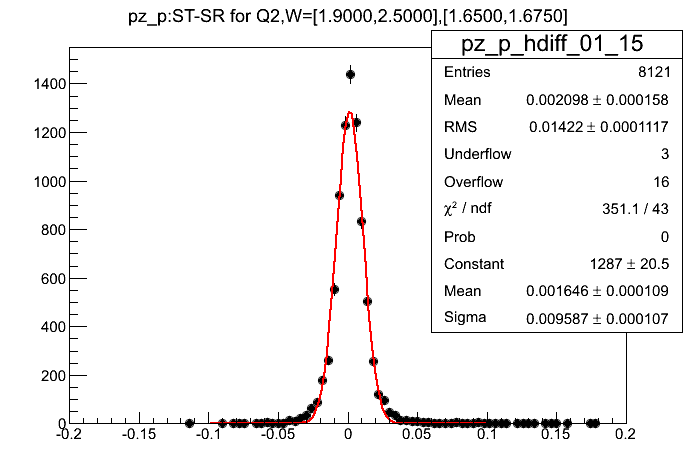 pz_p:ST-SR for Q2,W=[1.9000,2.5000],[1.6500,1.6750]
pz_p_hdiff_01_15
Entries 8121
Mean 0.002098 ± 0.000158
RMS 0.01422 ± 0.0001117
Underflow 3
Overflow 16
χ² / ndf 351.1 / 43
Prob 0
Constant 1287 ± 20.5
Mean 0.001646 ± 0.000109
Sigma 0.009587 ± 0.000107
1400
1200
1000
800
600
400
200
0
-0.2 -0.15 -0.1 -0.05 0 0.05 0.1 0.15 0.2